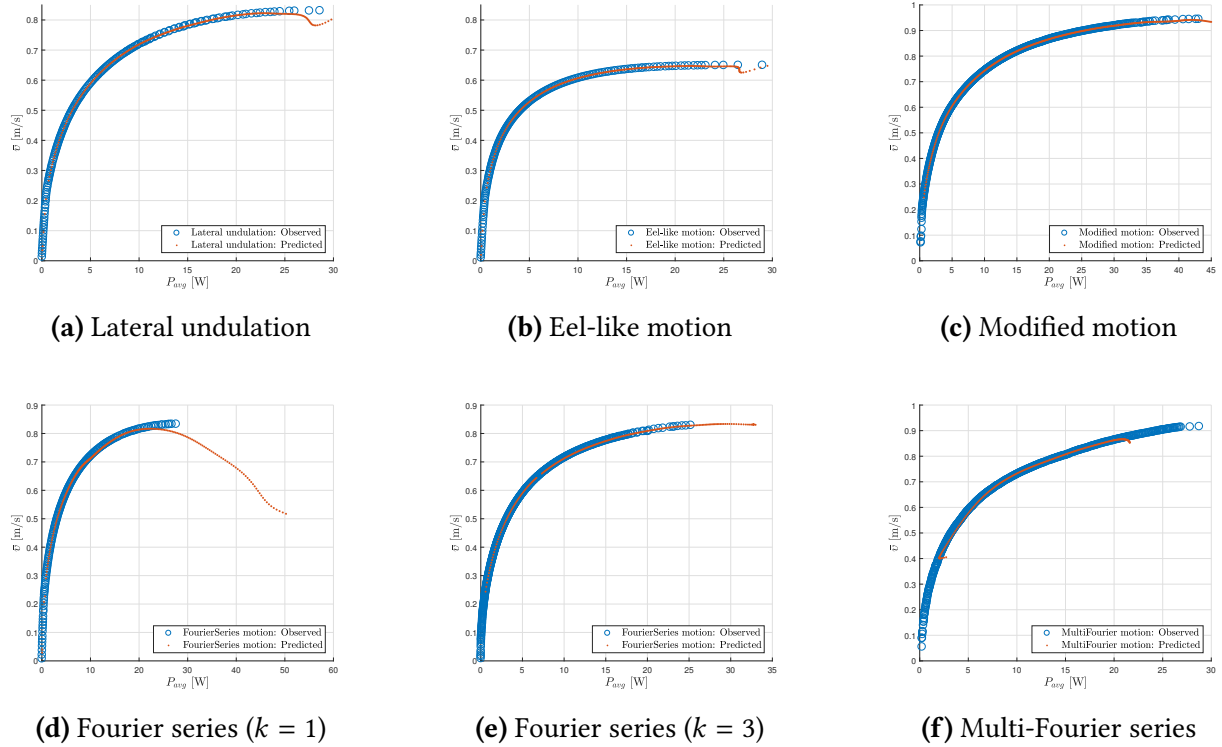 0.8
0.7
0.6
0.5
0.4
0.3
0.2
0.1
0
v̄ [m/s]
Lateral undulation: Observed
Lateral undulation: Predicted
0 5 10 15 20 25 30
P_avg [W]
(a) Lateral undulation
0.8
0.7
0.6
0.5
0.4
0.3
0.2
0.1
0
v̄ [m/s]
Eel-like motion: Observed
Eel-like motion: Predicted
0 5 10 15 20 25 30
P_avg [W]
(b) Eel-like motion
1
0.9
0.8
0.7
0.6
0.5
0.4
0.3
0.2
0.1
0
v̄ [m/s]
Modified motion: Observed
Modified motion: Predicted
0 5 10 15 20 25 30 35 40 45
P_avg [W]
(c) Modified motion
0.9
0.8
0.7
0.6
0.5
0.4
0.3
0.2
0.1
0
v̄ [m/s]
FourierSeries motion: Observed
FourierSeries motion: Predicted
0 10 20 30 40 50 60
P_avg [W]
(d) Fourier series (k = 1)
0.9
0.8
0.7
0.6
0.5
0.4
0.3
0.2
0.1
0
v̄ [m/s]
FourierSeries motion: Observed
FourierSeries motion: Predicted
0 5 10 15 20 25 30 35
P_avg [W]
(e) Fourier series (k = 3)
1
0.9
0.8
0.7
0.6
0.5
0.4
0.3
0.2
0.1
0
v̄ [m/s]
MultiFourier motion: Observed
MultiFourier motion: Predicted
0 5 10 15 20 25 30
P_avg [W]
(f) Multi-Fourier series